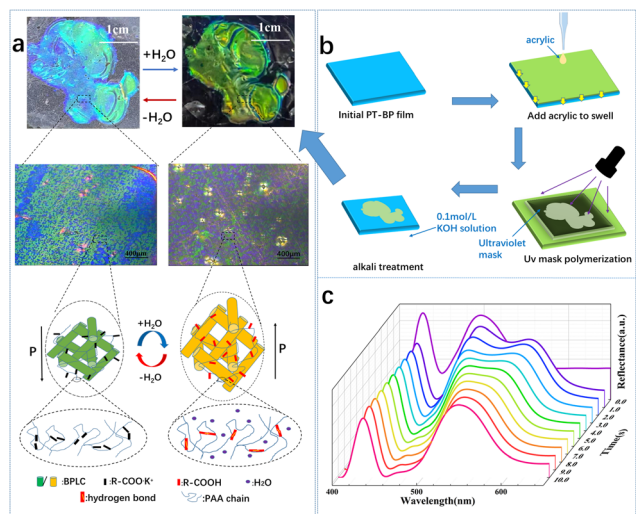 a
1cm
+H₂O
-H₂O
1cm
400μm
400μm
P
+H₂O
-H₂O
P
:BPLC
:R-COO·K⁺
:R-COOH
:H₂O
:hydrogen bond
:PAA chain
b
Initial PT-BP film
acrylic
Add acrylic to swell
0.1mol/L
KOH solution
alkali treatment
Ultraviolet
mask
Uv mask polymerization
c
Reflectance(a.u.)
0.0
1.0
2.0
3.0
4.0
5.0
6.0
7.0
8.0
9.0
10.0
Time(s)
400
500
600
Wavelength(nm)